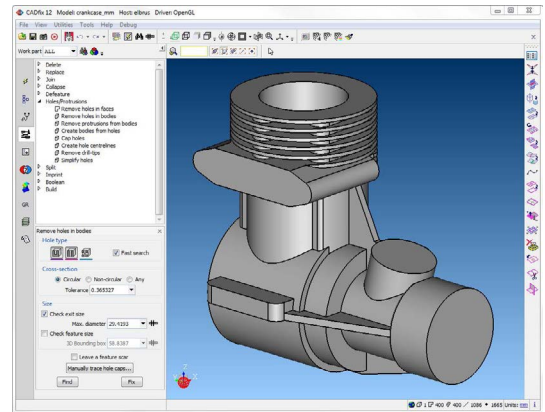 CADfix 12 Model: crankcase_mm Host: elbrus Driven OpenGL
File View Utilities Tools Help Debug
Work part ALL
Delete
Replace
Join
Collapse
Defeature
Holes/Protrusions
Remove holes in faces
Remove holes in bodies
Remove protrusions from bodies
Create bodies from holes
Cap holes
Create hole centrelines
Remove drill-tips
Simplify holes
Split
Imprint
Boolean
Build
Remove holes in bodies
Hole type
Fast search
Cross-section
Circular Non-circular Any
Tolerance 0.365327
Size
Check exit size
Max. diameter 29.4192
Check feature size
3D Bounding box 58.8387
Leave a feature scar
Manually trace hole caps...
Find Fix
1 400 400 / 1086 1665 Units: mm